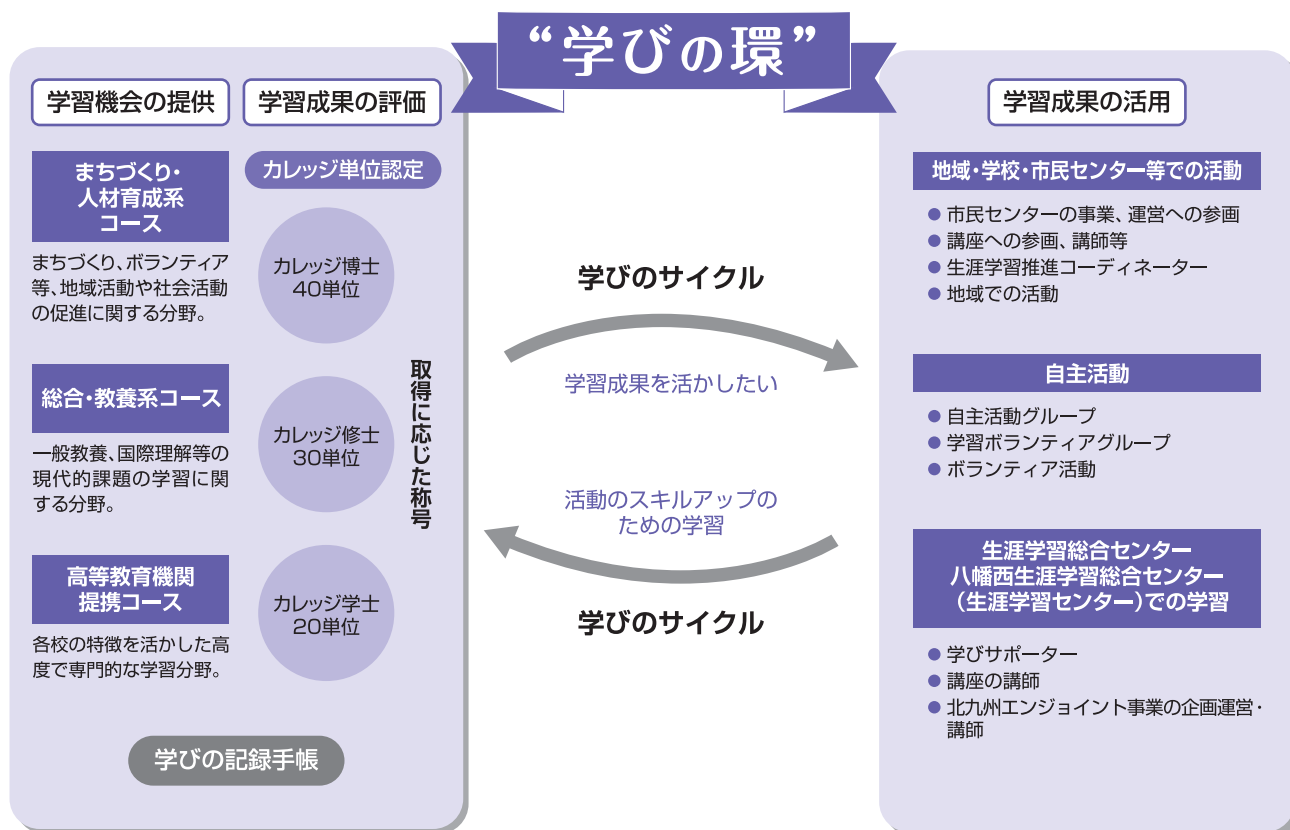 “学びの環”
学習機会の提供
まちづくり・
人材育成系
コース
まちづくり、ボランティア
等、地域活動や社会活動
の促進に関する分野。
総合・教養系コース
一般教養、国際理解等の
現代的課題の学習に関
する分野。
高等教育機関
提携コース
各校の特徴を活かした高
度で専門的な学習分野。
学習成果の評価
カレッジ単位認定
カレッジ博士
40単位
カレッジ修士
30単位
カレッジ学士
20単位
取得に応じた称号
学びの記録手帳
学びのサイクル
学習成果を活かしたい
活動のスキルアップの
ための学習
学びのサイクル
学習成果の活用
地域・学校・市民センター等での活動
● 市民センターの事業、運営への参画
● 講座への参画、講師等
● 生涯学習推進コーディネーター
● 地域での活動
自主活動
● 自主活動グループ
● 学習ボランティアグループ
● ボランティア活動
生涯学習総合センター
八幡西生涯学習総合センター
（生涯学習センター）での学習
● 学びサポーター
● 講座の講師
● 北九州エンジョイント事業の企画運営・
講師